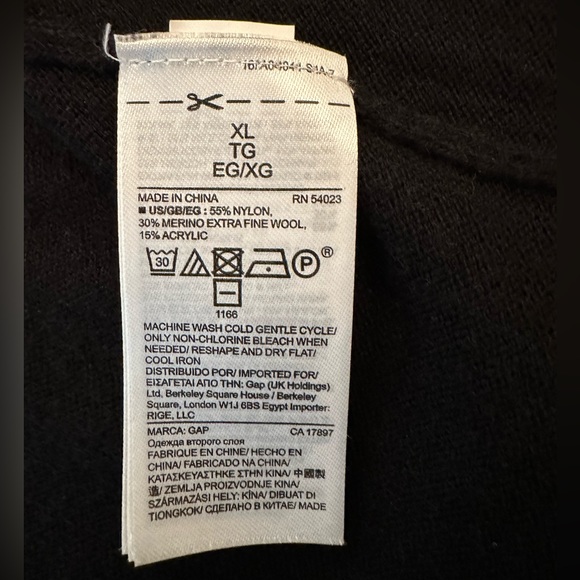 XL
TG
EG/XG
MADE IN CHINA RN 54023
■ US/GB/EG : 55% NYLON,
30% MERINO EXTRA FINE WOOL,
15% ACRYLIC
30 P ®
1166
MACHINE WASH COLD GENTLE CYCLE/
ONLY NON-CHLORINE BLEACH WHEN
NEEDED/ RESHAPE AND DRY FLAT/
COOL IRON
DISTRIBUIDO POR/ IMPORTED FOR/
ΕΙΣΑΓΕΤΑΙ ΑΠΟ ΤΗΝ: Gap (UK Holdings)
Ltd, Berkeley Square House / Berkeley
Square, London W1J 6BS Egypt Importer:
RIGE, LLC
MARCA: GAP CA 17897
Одежда второго слоя
FABRIQUÉ EN CHINE/ HECHO EN
CHINA/ FABRICADO NA CHINA/
ΚΑΤΑΣΚΕΥΑΣΤΗΚΕ ΣΤΗΝ ΚΙΝΑ/ 中國製
造/ ZEMLJA PROIZVODNJE KINA/
SZÁRMAZÁSI HELY: KÍNA/ DIBUAT DI
TIONGKOK/ СДЕЛАНО В КИТАЕ/ MADE